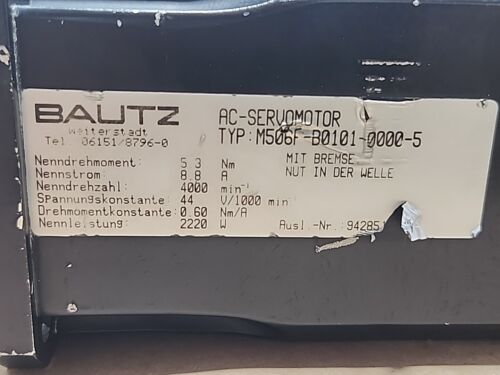 BAUTZ
Weiterstadt
Tel. 06151/8796-0
AC-SERVOMOTOR
TYP: M506F-B0101-0000-5
MIT BREMSE
NUT IN DER WELLE
Nenndrehmoment: 5 3 Nm
Nennstrom: 8.8 A
Nenndrehzahl: 4000 min⁻¹
Spannungskonstante: 44 V/1000 min⁻¹
Drehmomentkonstante: 0.60 Nm/A
Nennleistung: 2220 W
Ausl.-Nr.: 94285